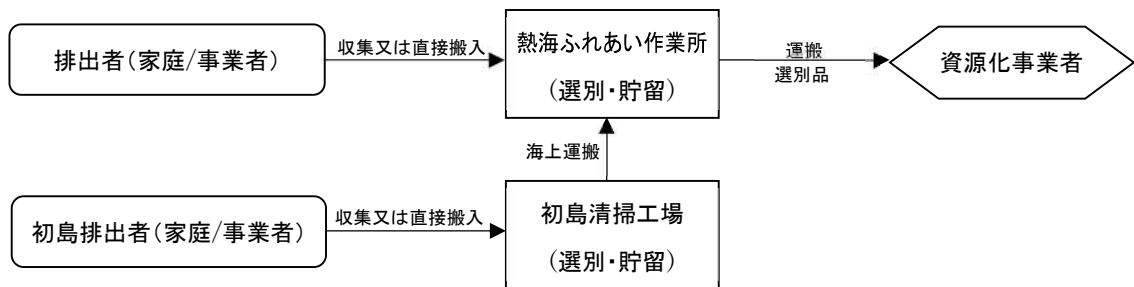 排出者(家庭/事業者)
収集又は直接搬入
熱海ふれあい作業所
(選別・貯留)
運搬
選別品
資源化事業者
海上運搬
初島排出者(家庭/事業者)
収集又は直接搬入
初島清掃工場
(選別・貯留)